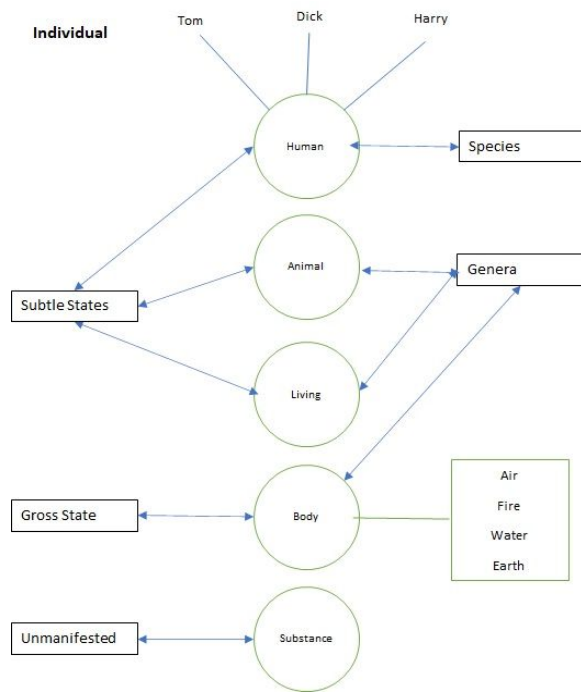 Individual
Tom
Dick
Harry
Human
Species
Animal
Genera
Subtle States
Living
Air
Fire
Water
Earth
Gross State
Body
Unmanifested
Substance